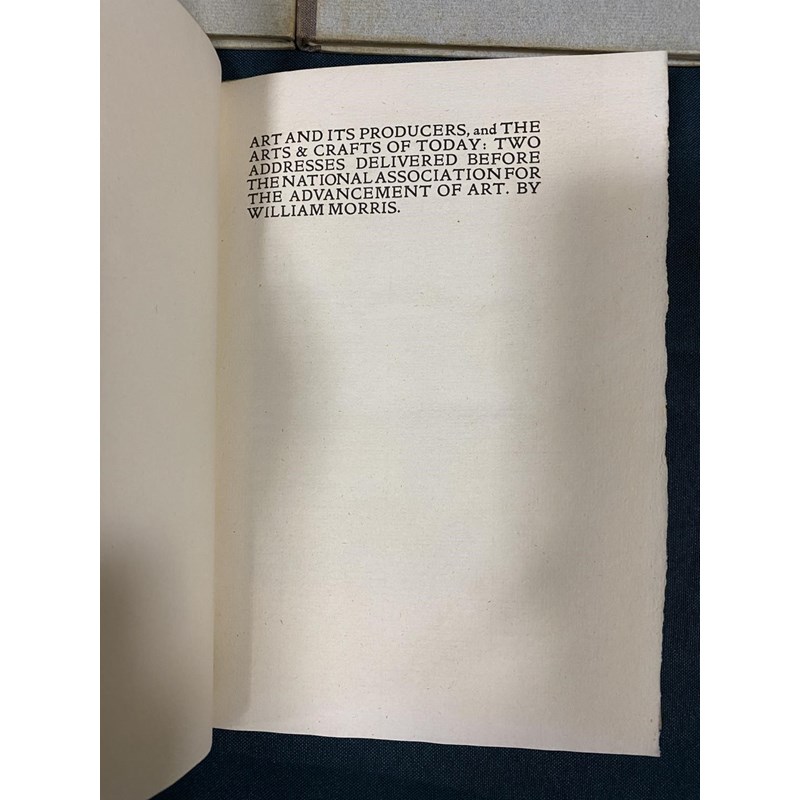 ART AND ITS PRODUCERS, and THE
ARTS & CRAFTS OF TODAY: TWO
ADDRESSES DELIVERED BEFORE
THE NATIONAL ASSOCIATION FOR
THE ADVANCEMENT OF ART. BY
WILLIAM MORRIS.